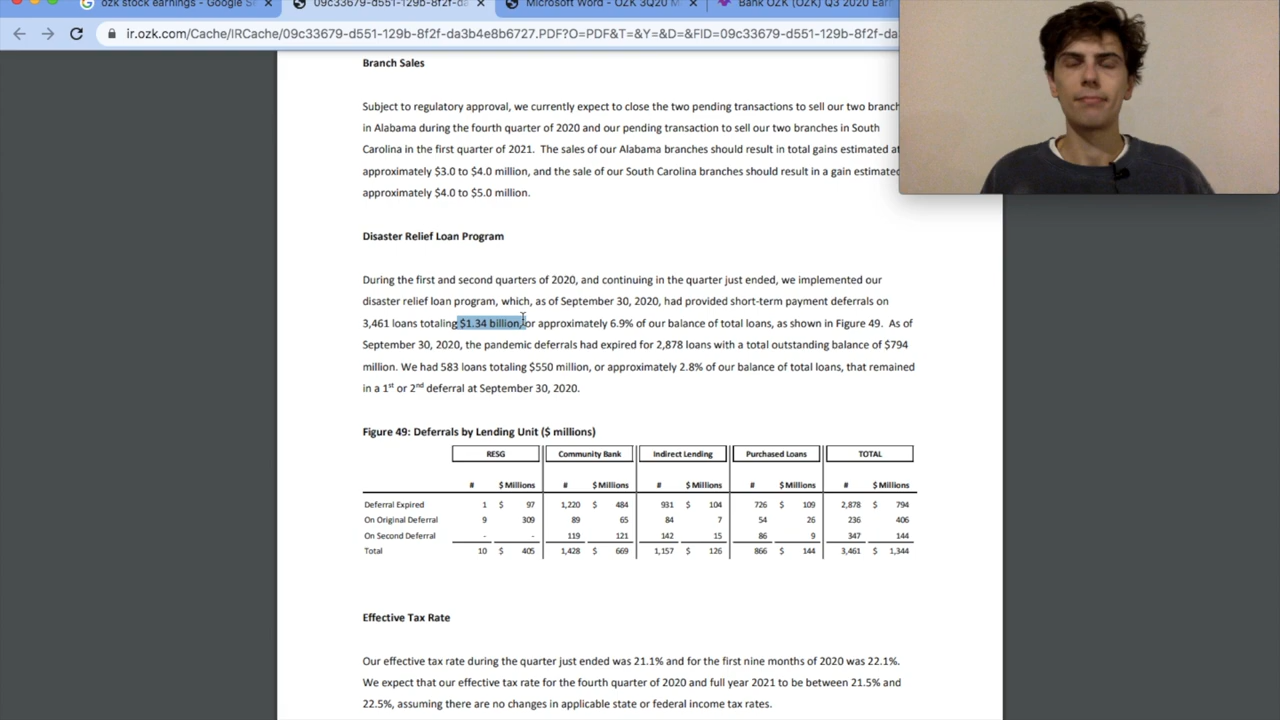 ozk stock earnings - Google S
09c33679-d551-129b-8f2f-da
Microsoft Word - OZK 3Q20 M
Bank OZK (OZK) Q3 2020 Earn
ir.ozk.com/Cache/IRCache/09c33679-d551-129b-8f2f-da3b4e8b6727.PDF?O=PDF&T=&Y=&D=&FID=09c33679-d551-129b-8f2f-da
Branch Sales
Subject to regulatory approval, we currently expect to close the two pending transactions to sell our two branch
in Alabama during the fourth quarter of 2020 and our pending transaction to sell our two branches in South
Carolina in the first quarter of 2021. The sales of our Alabama branches should result in total gains estimated at
approximately $3.0 to $4.0 million, and the sale of our South Carolina branches should result in a gain estimated
approximately $4.0 to $5.0 million.
Disaster Relief Loan Program
During the first and second quarters of 2020, and continuing in the quarter just ended, we implemented our
disaster relief loan program, which, as of September 30, 2020, had provided short-term payment deferrals on
3,461 loans totaling $1.34 billion, or approximately 6.9% of our balance of total loans, as shown in Figure 49. As of
September 30, 2020, the pandemic deferrals had expired for 2,878 loans with a total outstanding balance of $794
million. We had 583 loans totaling $550 million, or approximately 2.8% of our balance of total loans, that remained
in a 1st or 2nd deferral at September 30, 2020.
Figure 49: Deferrals by Lending Unit ($ millions)
RESG Community Bank Indirect Lending Purchased Loans TOTAL
# $ Millions # $ Millions # $ Millions # $ Millions # $ Millions
Deferral Expired 1 $ 97 1,220 $ 484 931 $ 104 726 $ 109 2,878 $ 794
On Original Deferral 9 309 89 65 84 7 54 26 236 406
On Second Deferral - - 119 121 142 15 86 9 347 144
Total 10 $ 405 1,428 $ 669 1,157 $ 126 866 $ 144 3,461 $ 1,344
Effective Tax Rate
Our effective tax rate during the quarter just ended was 21.1% and for the first nine months of 2020 was 22.1%.
We expect that our effective tax rate for the fourth quarter of 2020 and full year 2021 to be between 21.5% and
22.5%, assuming there are no changes in applicable state or federal income tax rates.